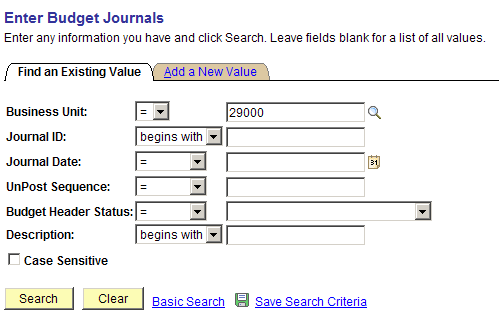 Enter Budget Journals
Enter any information you have and click Search. Leave fields blank for a list of all values.
Find an Existing Value Add a New Value
Business Unit: = 29000
Journal ID: begins with
Journal Date: = 31
UnPost Sequence: =
Budget Header Status: =
Description: begins with
Case Sensitive
Search Clear Basic Search Save Search Criteria